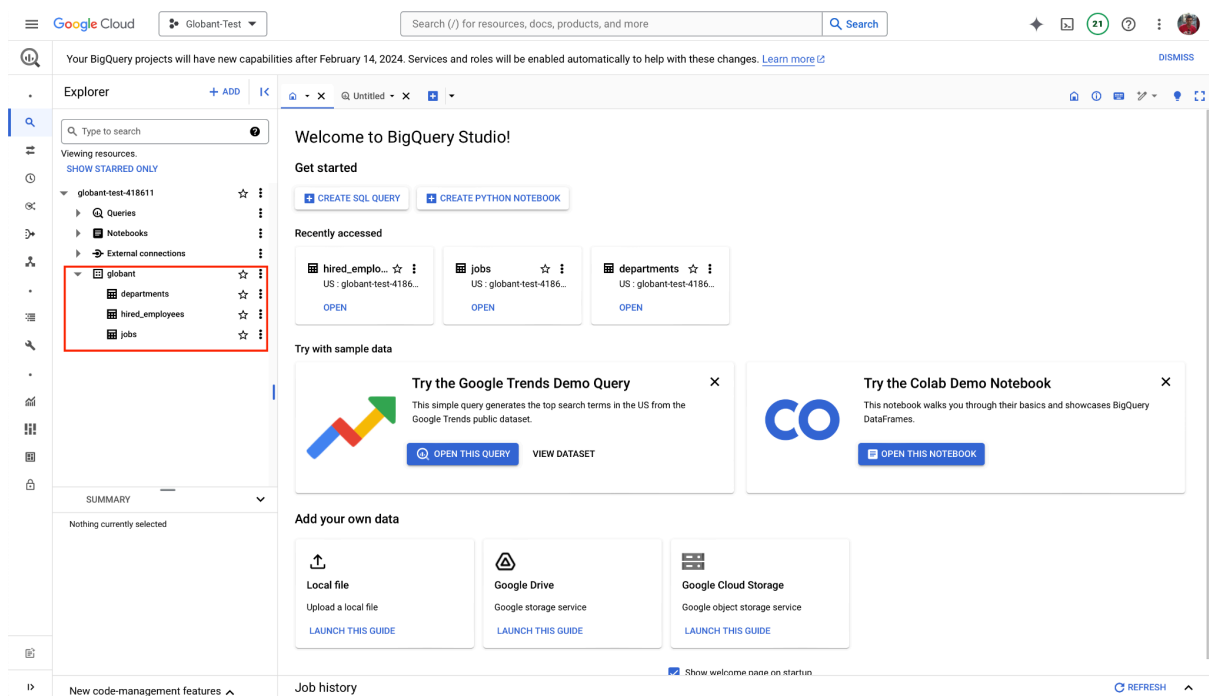 Google Cloud
Globant-Test
Search (/) for resources, docs, products, and more
Search
21
Your BigQuery projects will have new capabilities after February 14, 2024. Services and roles will be enabled automatically to help with these changes. Learn more
DISMISS
Explorer
+ ADD
Untitled
Type to search
Viewing resources.
SHOW STARRED ONLY
globant-test-418611
Queries
Notebooks
External connections
globant
departments
hired_employees
jobs
SUMMARY
Nothing currently selected
New code-management features
Welcome to BigQuery Studio!
Get started
CREATE SQL QUERY
CREATE PYTHON NOTEBOOK
Recently accessed
hired_emplo...
US : globant-test-4186...
OPEN
jobs
US : globant-test-4186...
OPEN
departments
US : globant-test-4186...
OPEN
Try with sample data
Try the Google Trends Demo Query
This simple query generates the top search terms in the US from the
Google Trends public dataset.
OPEN THIS QUERY
VIEW DATASET
Try the Colab Demo Notebook
This notebook walks you through their basics and showcases BigQuery
DataFrames.
OPEN THIS NOTEBOOK
Add your own data
Local file
Upload a local file
LAUNCH THIS GUIDE
Google Drive
Google storage service
LAUNCH THIS GUIDE
Google Cloud Storage
Google object storage service
LAUNCH THIS GUIDE
Show welcome page on startup
Job history
REFRESH